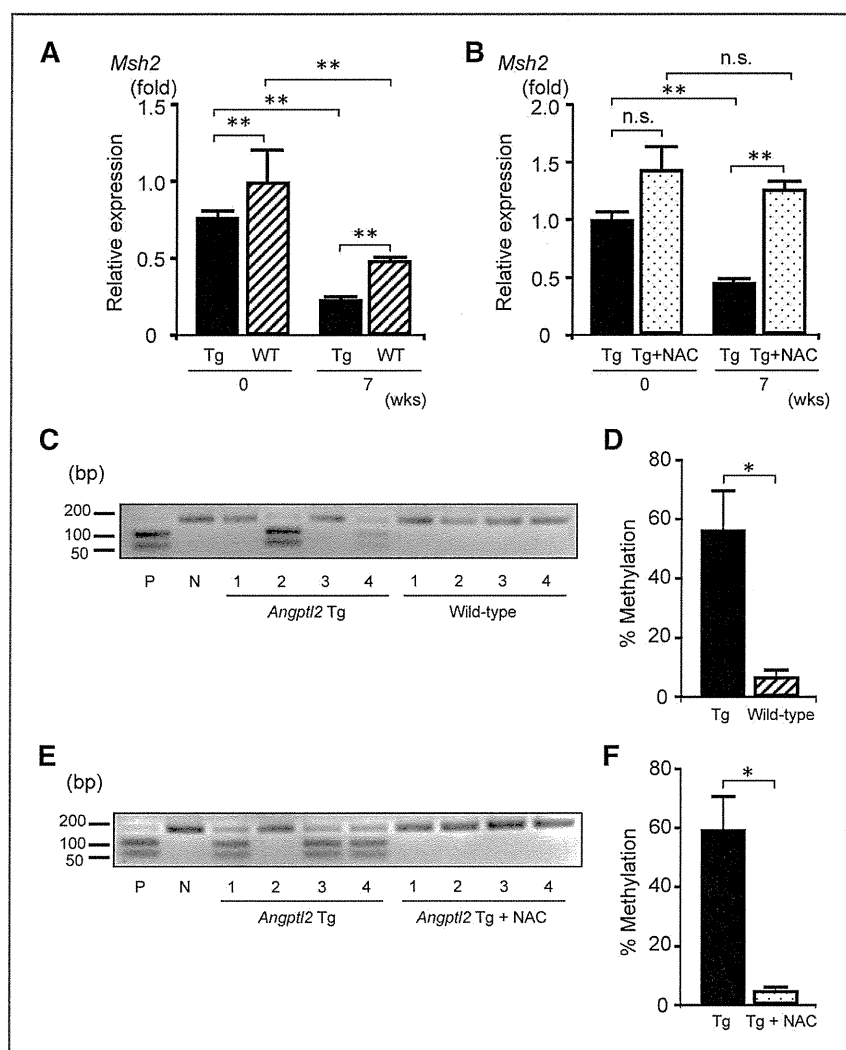 A
Msh2
(fold)
Relative expression
1.5
1.0
0.5
0
**
**
**
**
Tg WT Tg WT
0 7
(wks)
B
Msh2
(fold)
Relative expression
2.0
1.5
1.0
0.5
0
n.s.
**
n.s.
**
Tg Tg+NAC Tg Tg+NAC
0 7
(wks)
C
(bp)
200
100
50
P N 1 2 3 4 1 2 3 4
Angptl2 Tg Wild-type
D
% Methylation
80
60
40
20
0
*
Tg Wild-type
E
(bp)
200
100
50
P N 1 2 3 4 1 2 3 4
Angptl2 Tg Angptl2 Tg + NAC
F
% Methylation
80
60
40
20
0
*
Tg Tg + NAC